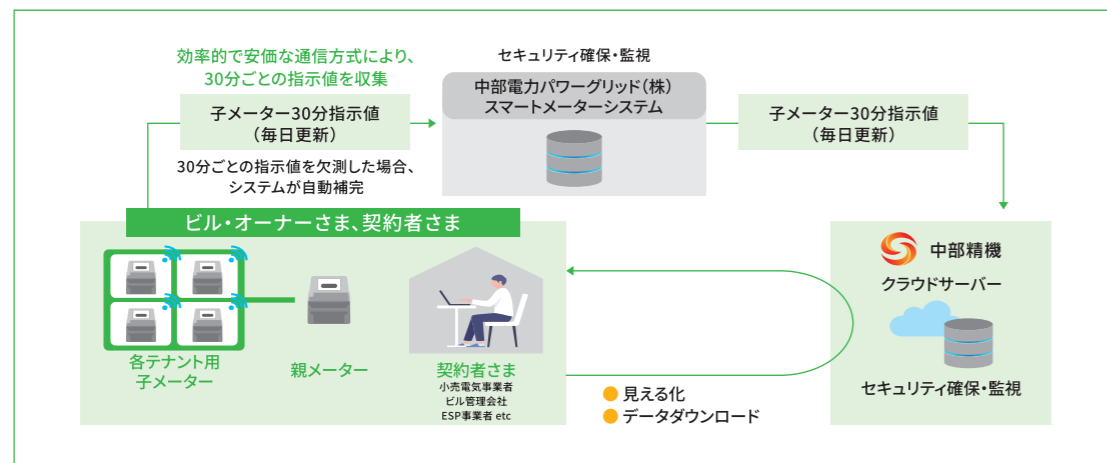 効率的で安価な通信方式により、
30分ごとの指示値を収集
子メーター30分指示値
(毎日更新)
30分ごとの指示値を欠測した場合、
システムが自動補完
セキュリティ確保・監視
中部電力パワーグリッド(株)
スマートメーターシステム
子メーター30分指示値
(毎日更新)
ビル・オーナーさま、契約者さま
各テナント用
子メーター
親メーター
契約者さま
小売電気事業者
ビル管理会社
ESP事業者 etc
見える化
データダウンロード
中部精機
クラウドサーバー
セキュリティ確保・監視